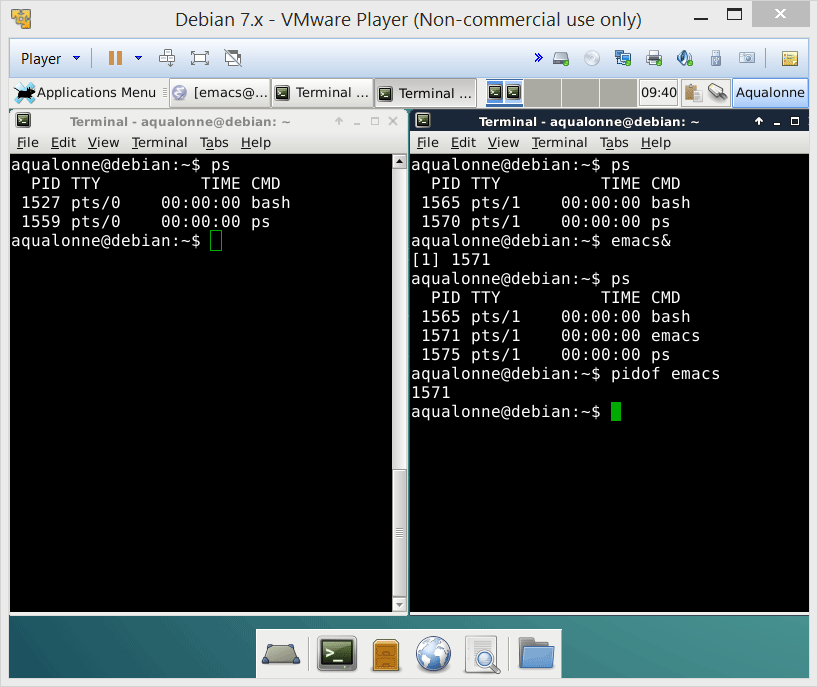 Debian 7.x - VMware Player (Non-commercial use only)
Player
Applications Menu [emacs@... Terminal ... Terminal ... 09:40 Aqualonne
Terminal - aqualonne@debian: ~
File Edit View Terminal Tabs Help
aqualonne@debian:~$ ps
  PID TTY          TIME CMD
 1527 pts/0    00:00:00 bash
 1559 pts/0    00:00:00 ps
aqualonne@debian:~$
Terminal - aqualonne@debian: ~
File Edit View Terminal Tabs Help
aqualonne@debian:~$ ps
  PID TTY          TIME CMD
 1565 pts/1    00:00:00 bash
 1570 pts/1    00:00:00 ps
aqualonne@debian:~$ emacs&
[1] 1571
aqualonne@debian:~$ ps
  PID TTY          TIME CMD
 1565 pts/1    00:00:00 bash
 1571 pts/1    00:00:00 emacs
 1575 pts/1    00:00:00 ps
aqualonne@debian:~$ pidof emacs
1571
aqualonne@debian:~$